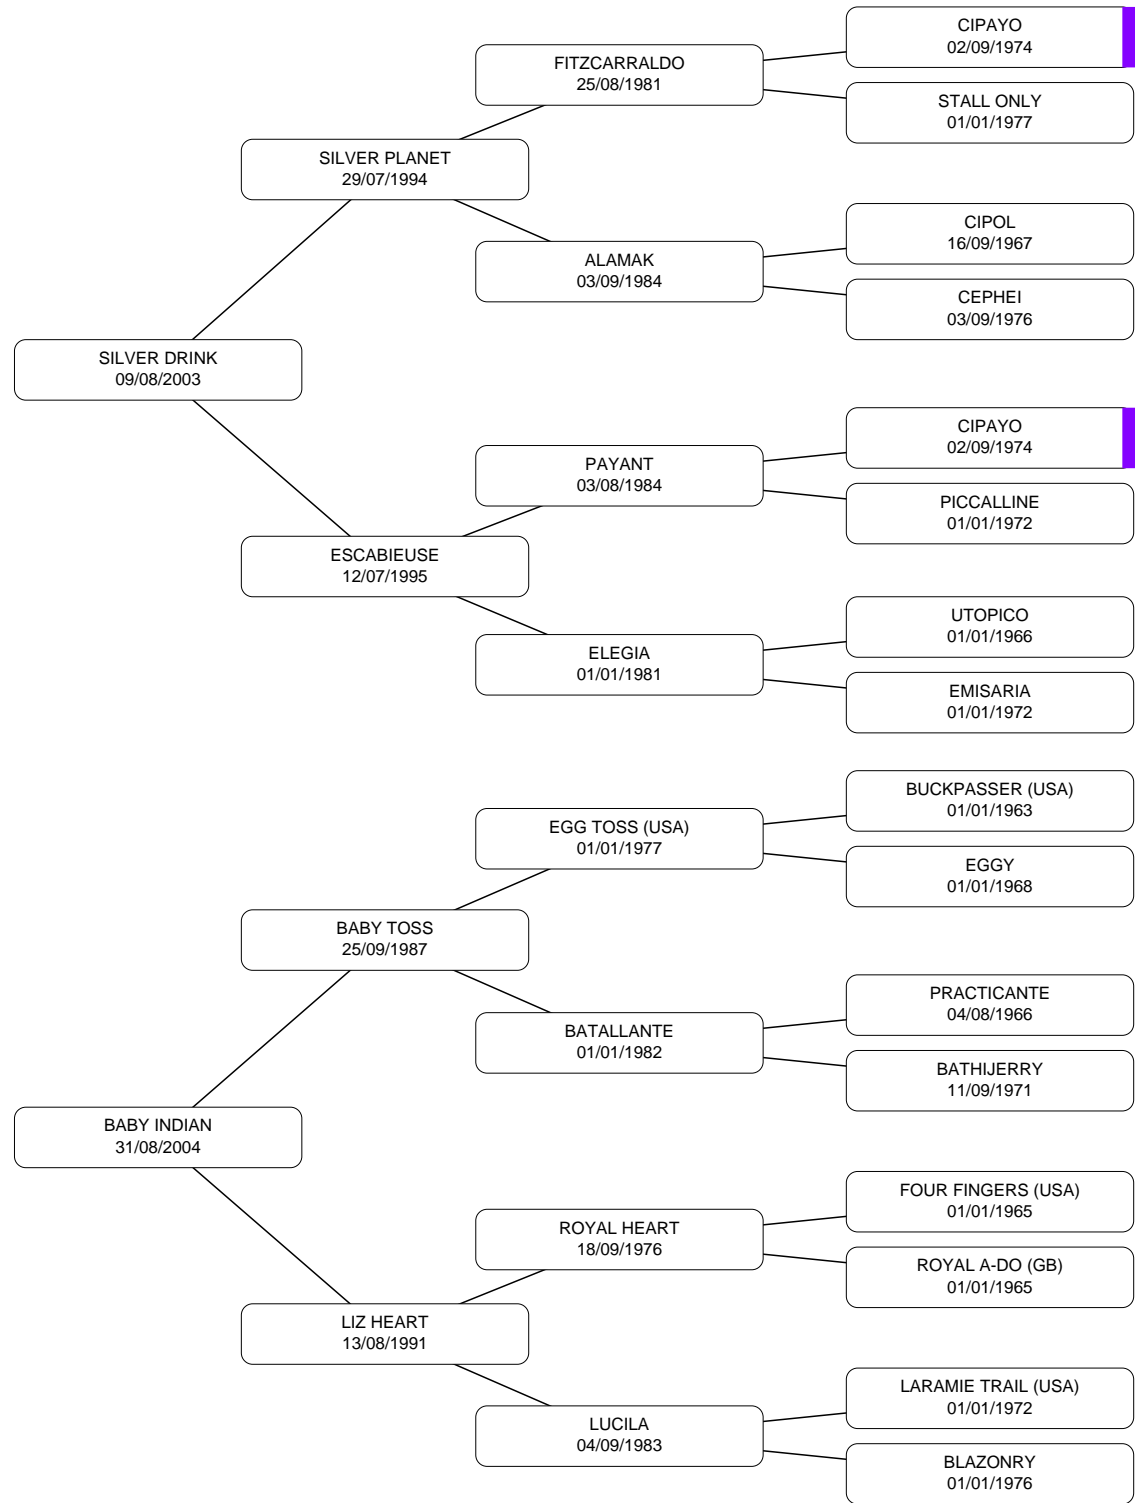 CIPAYO
02/09/1974
FITZCARRALDO
25/08/1981
STALL ONLY
01/01/1977
SILVER PLANET
29/07/1994
CIPOL
16/09/1967
ALAMAK
03/09/1984
CEPHEI
03/09/1976
SILVER DRINK
09/08/2003
CIPAYO
02/09/1974
PAYANT
03/08/1984
PICCALLINE
01/01/1972
ESCABIEUSE
12/07/1995
UTOPICO
01/01/1966
ELEGIA
01/01/1981
EMISARIA
01/01/1972
BUCKPASSER (USA)
01/01/1963
EGG TOSS (USA)
01/01/1977
EGGY
01/01/1968
BABY TOSS
25/09/1987
PRACTICANTE
04/08/1966
BATALLANTE
01/01/1982
BATHIJERRY
11/09/1971
BABY INDIAN
31/08/2004
FOUR FINGERS (USA)
01/01/1965
ROYAL HEART
18/09/1976
ROYAL A-DO (GB)
01/01/1965
LIZ HEART
13/08/1991
LARAMIE TRAIL (USA)
01/01/1972
LUCILA
04/09/1983
BLAZONRY
01/01/1976